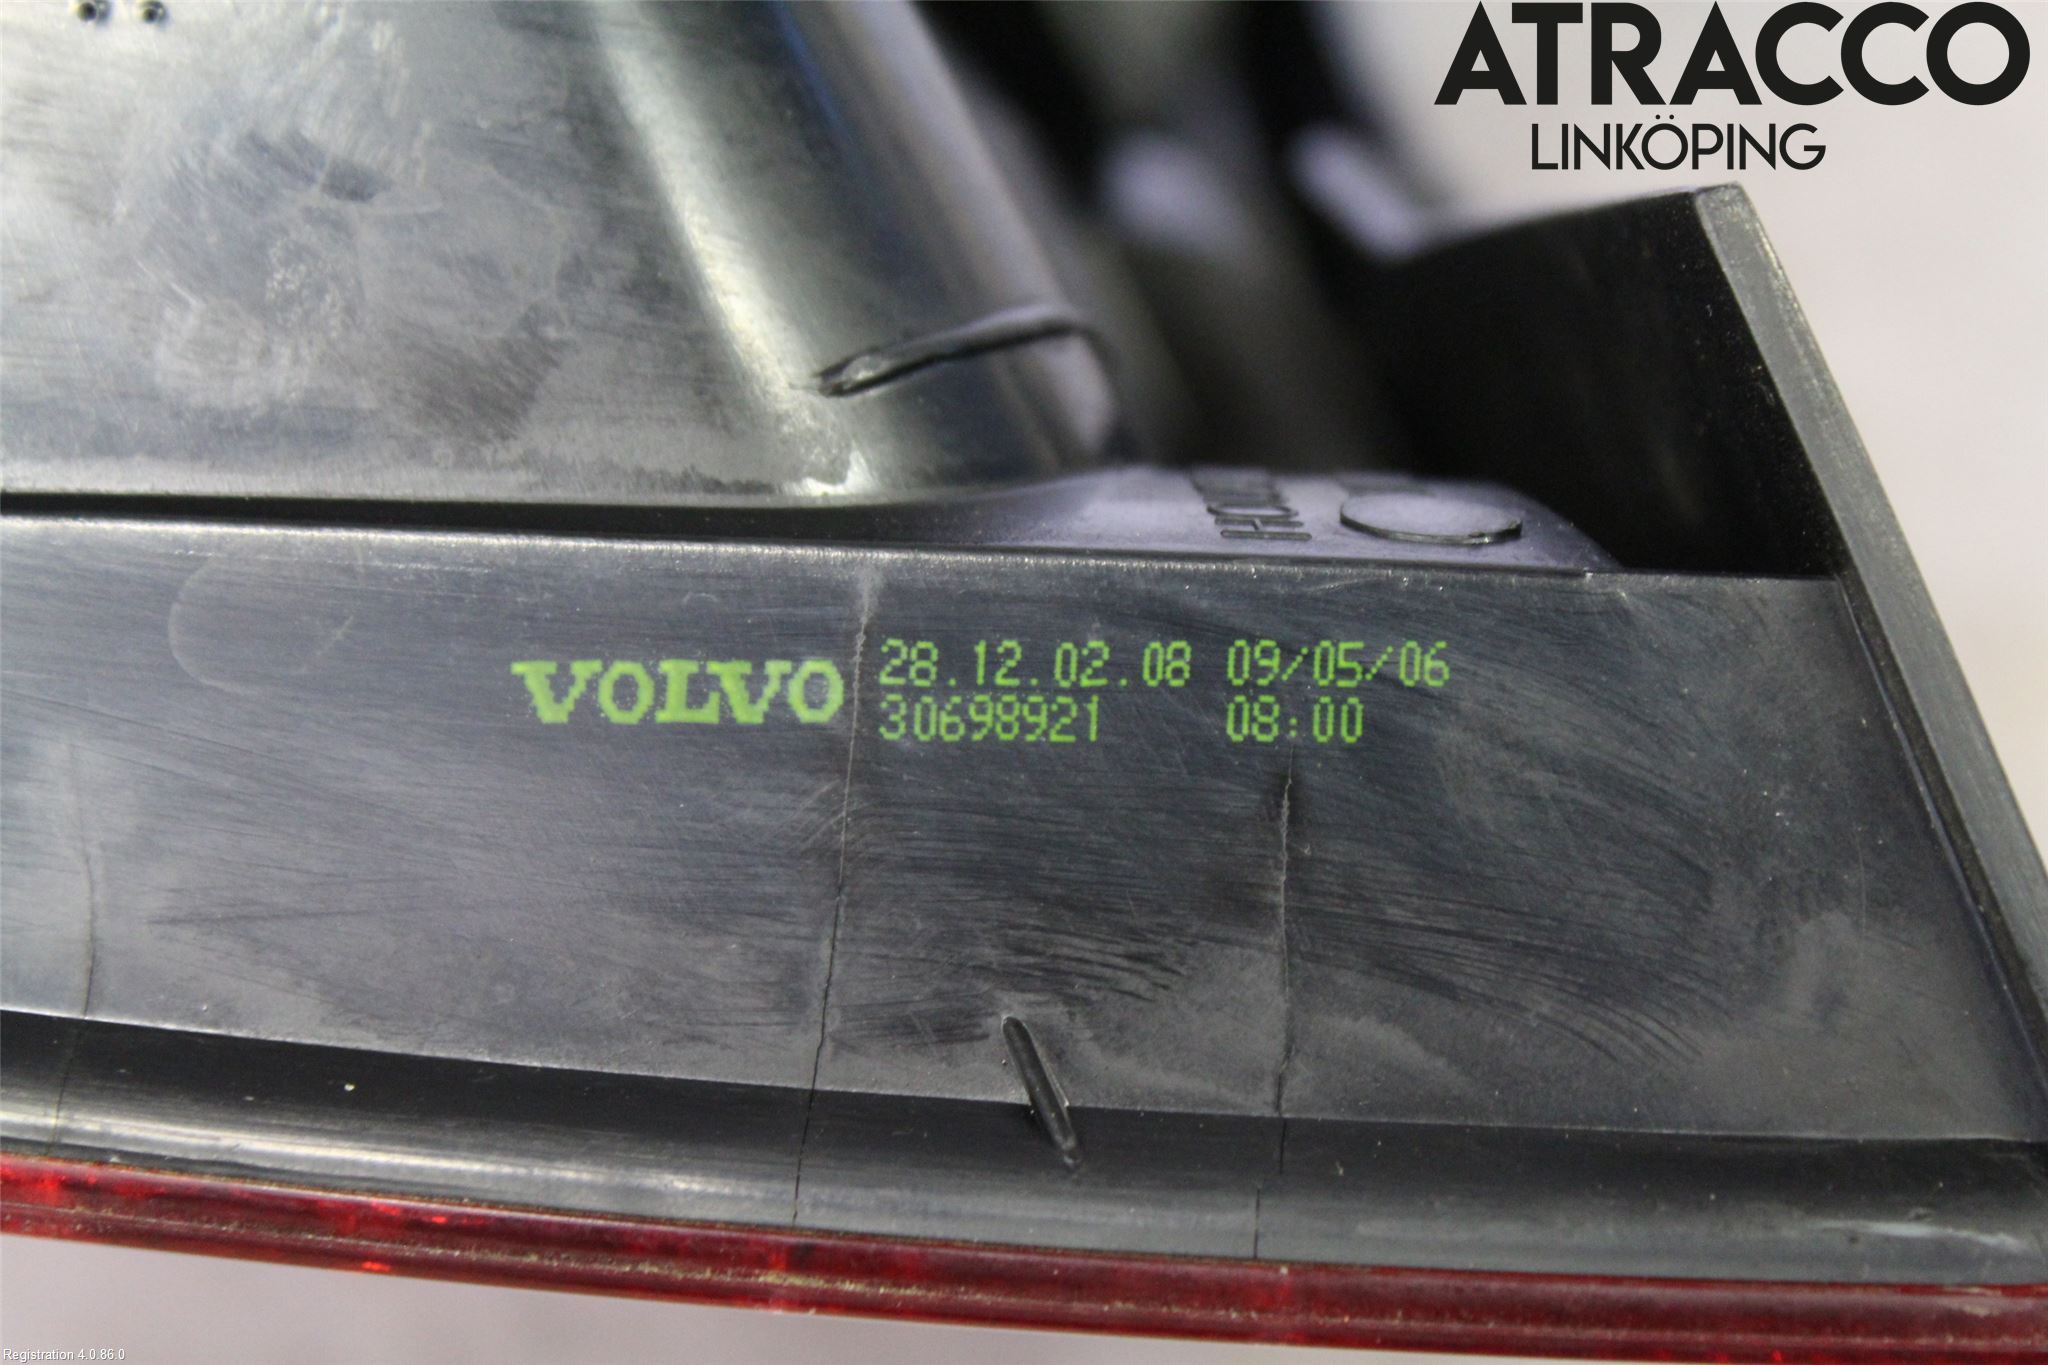 ATRACCO
LINKÖPING
VOLVO
28.12.02.08 09/05/06
30698921 08:00
Registration 4.0.86.0